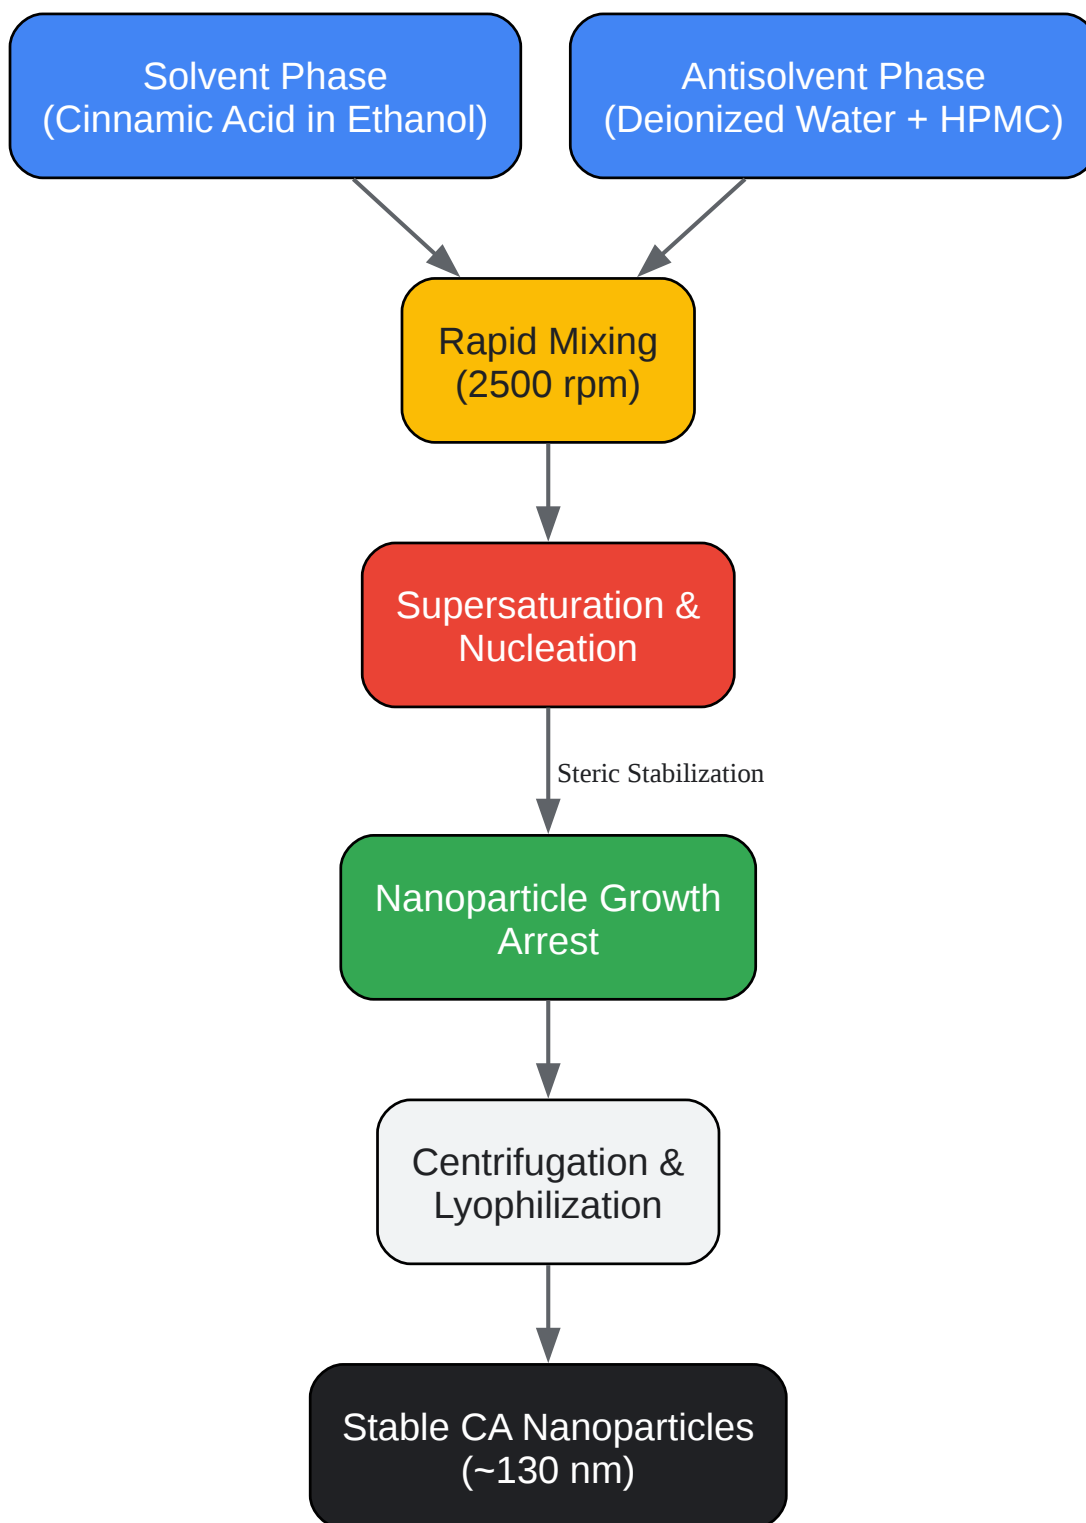 Solvent Phase
(Cinnamic Acid in Ethanol)
Antisolvent Phase
(Deionized Water + HPMC)
Rapid Mixing
(2500 rpm)
Supersaturation &
Nucleation
Steric Stabilization
Nanoparticle Growth
Arrest
Centrifugation &
Lyophilization
Stable CA Nanoparticles
(~130 nm)